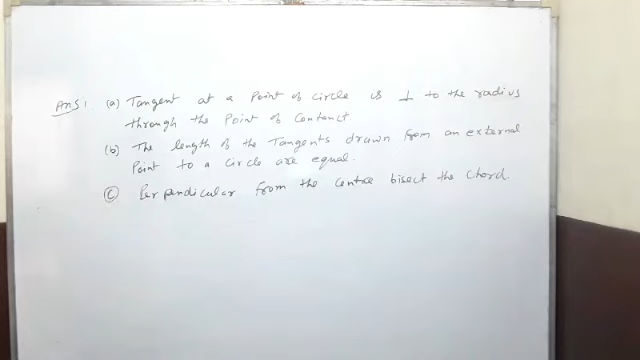 Ans: (a) Tangent at a Point of circle is ⊥ to the radius
through the Point of Contact
(b) The length of the Tangents drawn from an external
Point to a circle are equal.
(c) Perpendicular from the centre bisect the chord.